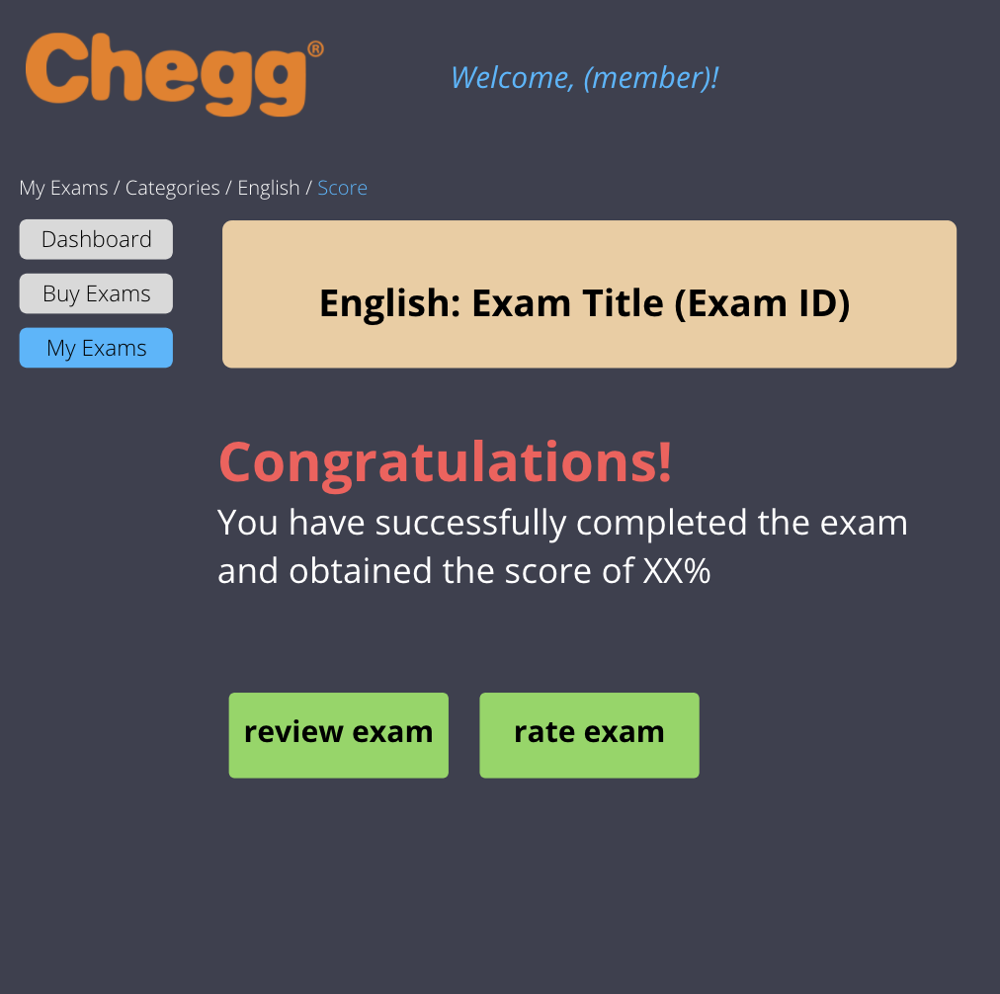 Chegg®
Welcome, (member)!
My Exams / Categories / English / Score
Dashboard
Buy Exams
My Exams
English: Exam Title (Exam ID)
Congratulations!
You have successfully completed the exam
and obtained the score of XX%
review exam
rate exam